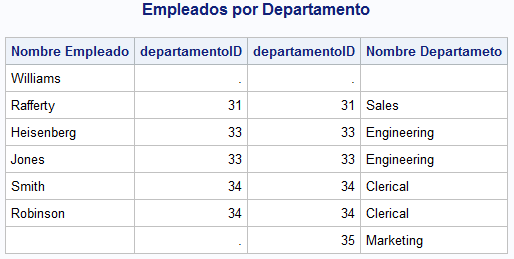 Empleados por Departamento
Nombre Empleado departamentoID departamentoID Nombre Departameto
Williams . .
Rafferty 31 31 Sales
Heisenberg 33 33 Engineering
Jones 33 33 Engineering
Smith 34 34 Clerical
Robinson 34 34 Clerical
. 35 Marketing